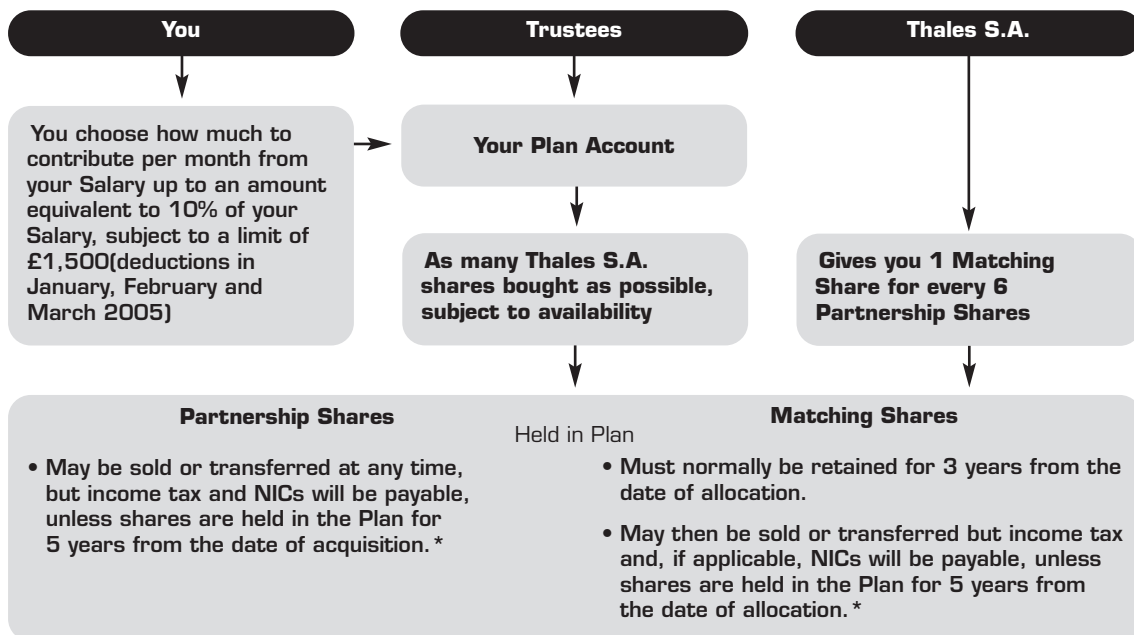 You
Trustees
Thales S.A.
You choose how much to
contribute per month from
your Salary up to an amount
equivalent to 10% of your
Salary, subject to a limit of
£1,500(deductions in
January, February and
March 2005)
Your Plan Account
As many Thales S.A.
shares bought as possible,
subject to availability
Gives you 1 Matching
Share for every 6
Partnership Shares
Held in Plan
Partnership Shares
• May be sold or transferred at any time,
but income tax and NICs will be payable,
unless shares are held in the Plan for
5 years from the date of acquisition.*
Matching Shares
• Must normally be retained for 3 years from the
date of allocation.
• May then be sold or transferred but income tax
and, if applicable, NICs will be payable, unless
shares are held in the Plan for 5 years from
the date of allocation.*